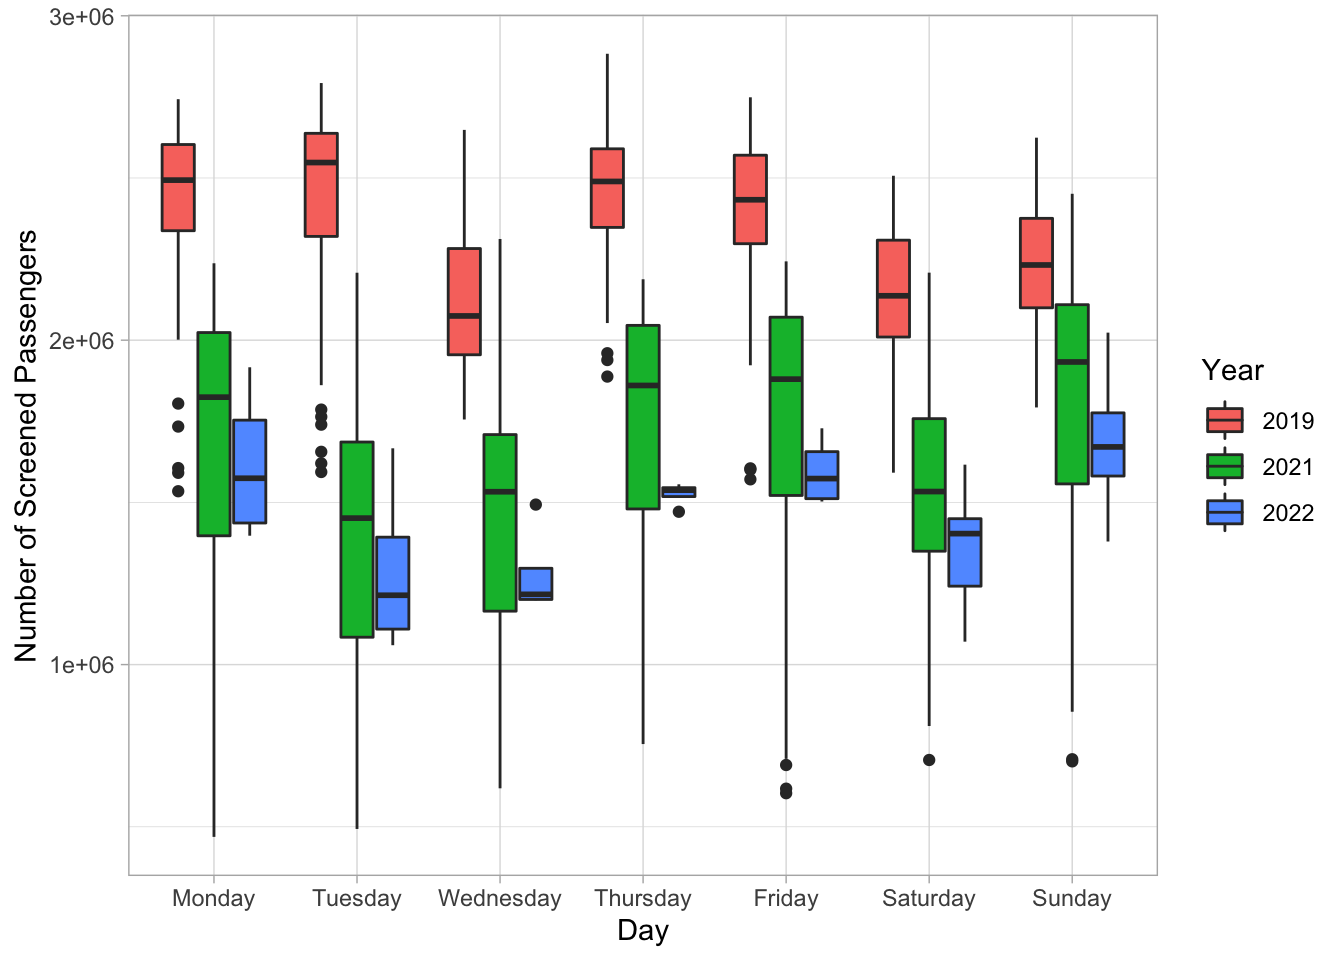 3e+06
2e+06
1e+06
Number of Screened Passengers
Monday Tuesday Wednesday Thursday Friday Saturday Sunday
Day
Year
2019
2021
2022